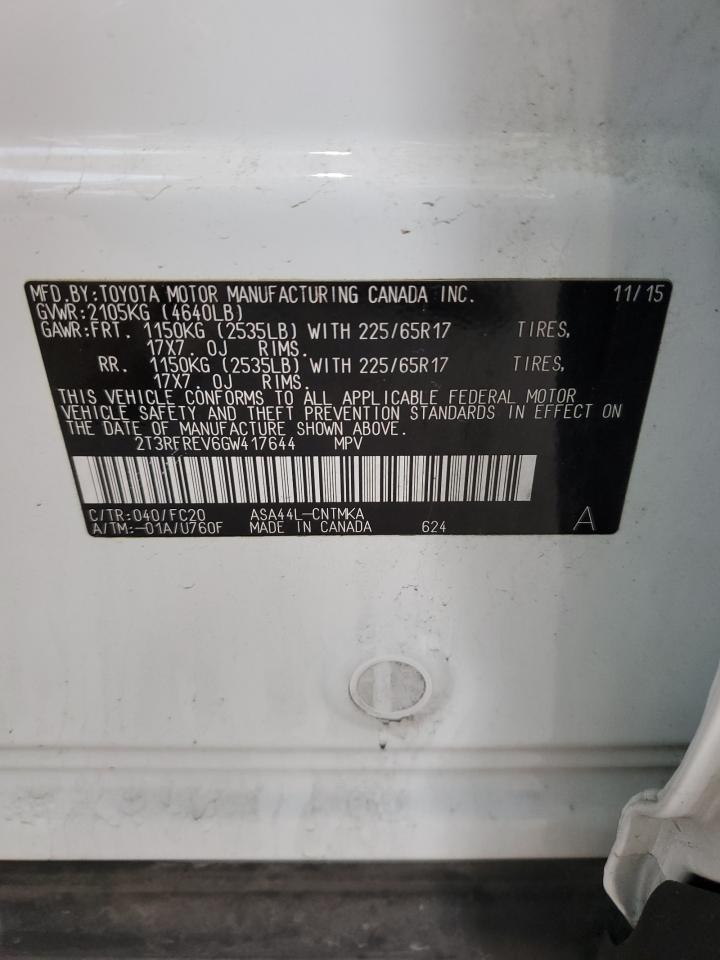 MFD.BY:TOYOTA MOTOR MANUFACTURING CANADA INC. 11/15
GVWR:2105KG (4640LB)
GAWR:FRT. 1150KG (2535LB) WITH 225/65R17 TIRES,
17X7.0J RIMS.
RR. 1150KG (2535LB) WITH 225/65R17 TIRES,
17X7.0J RIMS.
THIS VEHICLE CONFORMS TO ALL APPLICABLE FEDERAL MOTOR
VEHICLE SAFETY AND THEFT PREVENTION STANDARDS IN EFFECT ON
THE DATE OF MANUFACTURE SHOWN ABOVE.
2T3RFREV6GW417644 MPV
C/TR:040/FC20 ASA44L-CNTMKA
A/TM:-01A/U760F MADE IN CANADA 624 A